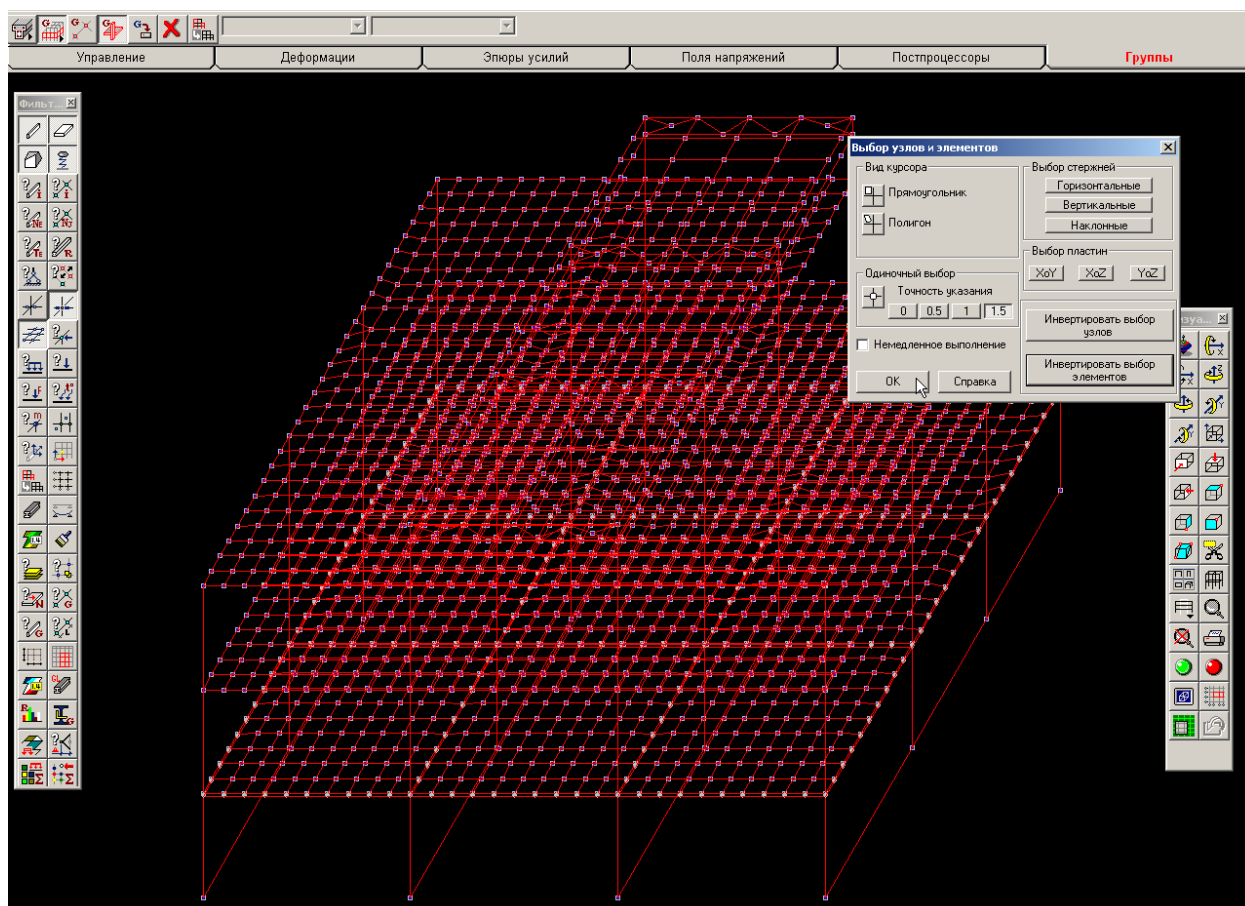 Управление
Деформации
Эпюры усилий
Поля напряжений
Постпроцессоры
Группы
Фильт...
Выбор узлов и элементов
Вид курсора
Прямоугольник
Полигон
Одиночный выбор
Точность указания
0
0.5
1
1.5
Немедленное выполнение
OK
Справка
Выбор стержней
Горизонтальные
Вертикальные
Наклонные
Выбор пластин
XoY
XoZ
YoZ
Инвертировать выбор
узлов
Инвертировать выбор
элементов